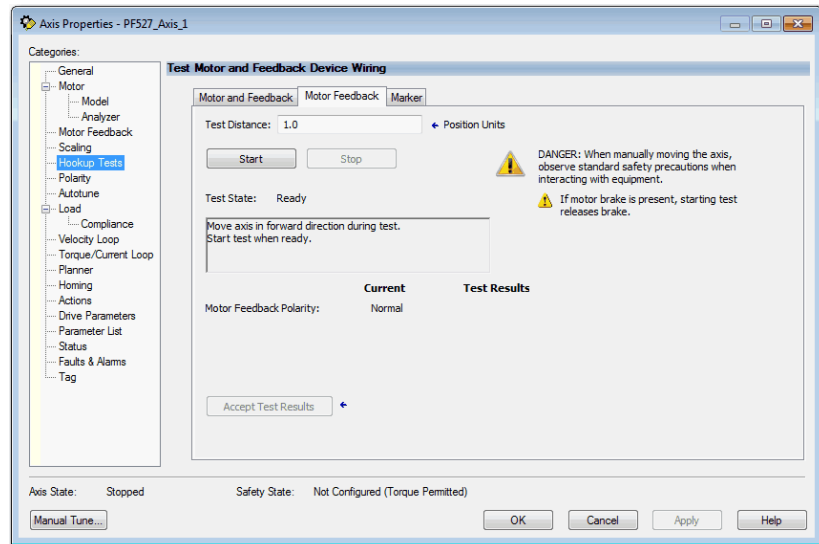 Axis Properties - PF527_Axis_1
Categories:
General
Motor
Model
Analyzer
Motor Feedback
Scaling
Hookup Tests
Polarity
Autotune
Load
Compliance
Velocity Loop
Torque/Current Loop
Planner
Homing
Actions
Drive Parameters
Parameter List
Status
Faults & Alarms
Tag
Test Motor and Feedback Device Wiring
Motor and Feedback Motor Feedback Marker
Test Distance: 1.0 Position Units
Start Stop
DANGER: When manually moving the axis,
observe standard safety precautions when
interacting with equipment.
If motor brake is present, starting test
releases brake.
Test State: Ready
Move axis in forward direction during test.
Start test when ready.
Current Test Results
Motor Feedback Polarity: Normal
Accept Test Results
Axis State: Stopped Safety State: Not Configured (Torque Permitted)
Manual Tune... OK Cancel Apply Help